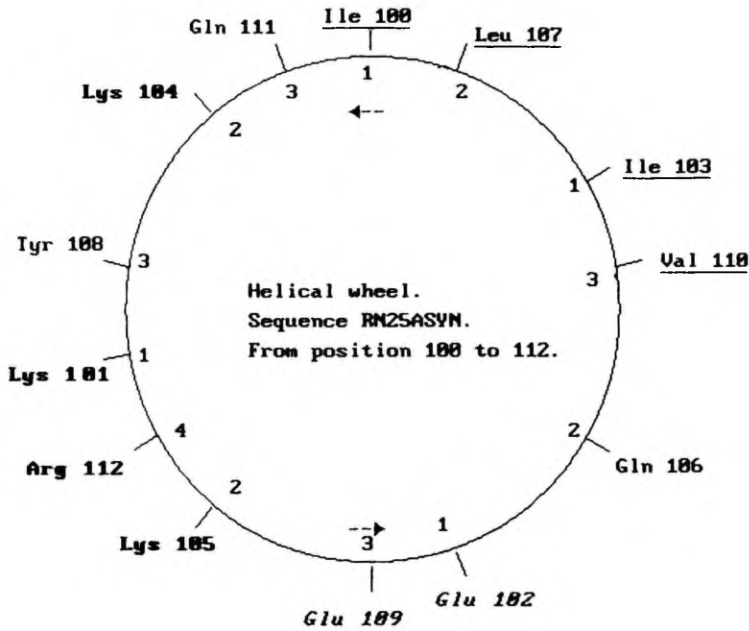 Ile 100
Gln 111
Leu 107
1
3
2
Lys 104
2
Ile 103
1
Tyr 108
3
Val 110
3
Helical wheel.
Sequence RN25ASYN.
From position 100 to 112.
Lys 101
1
4
2
Gln 106
Arg 112
2
Lys 105
1
3
Glu 109
Glu 102